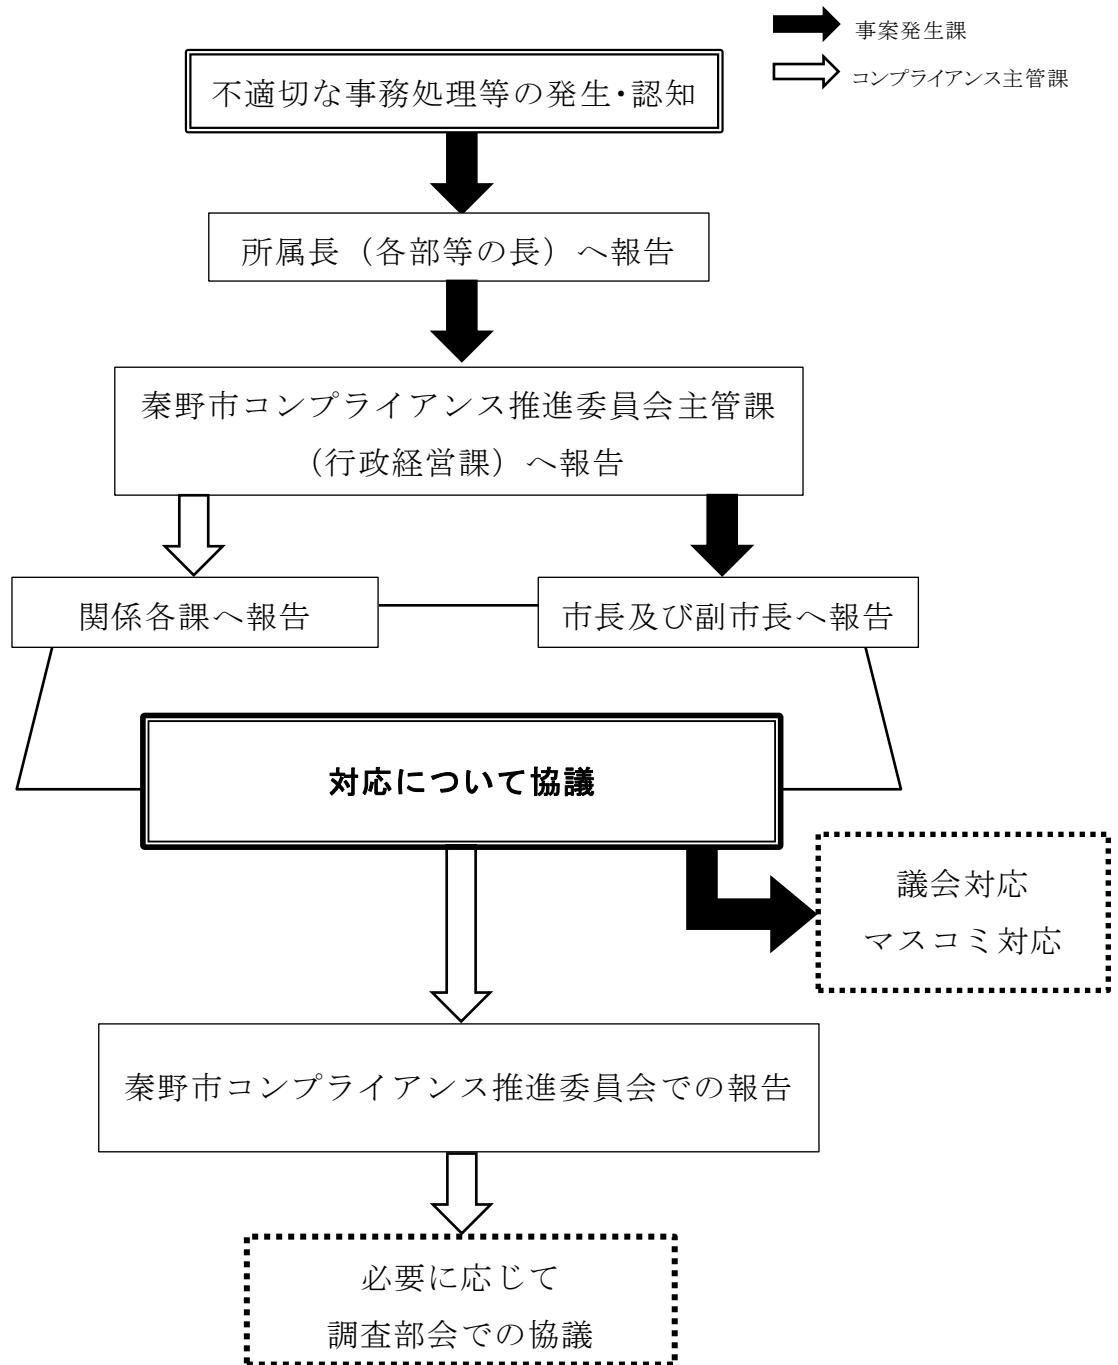 事案発生課
コンプライアンス主管課
不適切な事務処理等の発生・認知
所属長（各部等の長）へ報告
秦野市コンプライアンス推進委員会主管課
（行政経営課）へ報告
関係各課へ報告
市長及び副市長へ報告
対応について協議
議会対応
マスコミ対応
秦野市コンプライアンス推進委員会での報告
必要に応じて
調査部会での協議